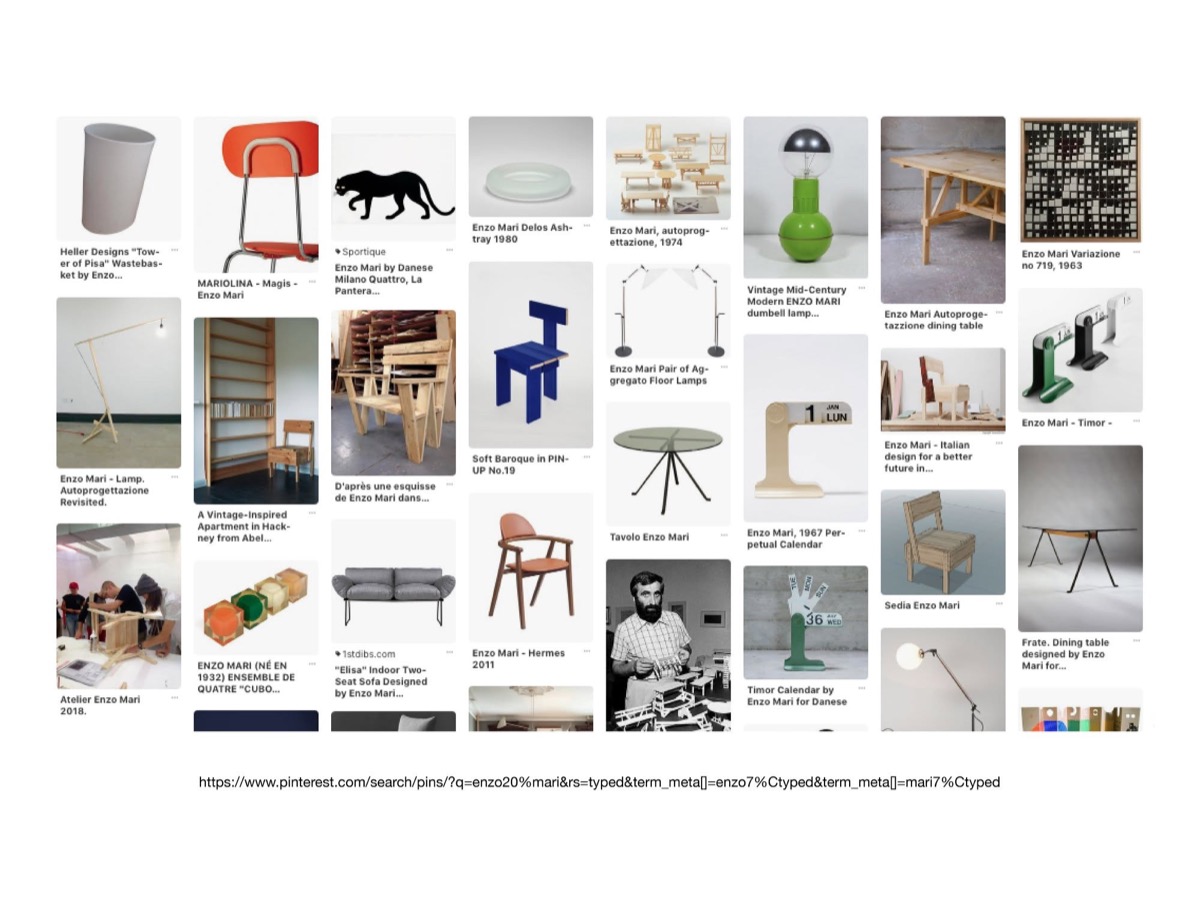 Heller Designs "Tow-
er of Pisa" Wastebas-
ket by Enzo...
Enzo Mari - Lamp.
Autoprogettazione
Revisited.
Atelier Enzo Mari
2018.
MARIOLINA - Magis -
Enzo Mari
A Vintage-Inspired
Apartment in Hack-
ney from Abel...
ENZO MARI (NÉ EN
1932) ENSEMBLE DE
QUATRE "CUBO...
Sportique
Enzo Mari by Danese
Milano Quattro, La
Pantera...
D'après une esquisse
de Enzo Mari dans...
1stdibs.com
"Elisa" Indoor Two-
Seat Sofa Designed
by Enzo Mari...
Enzo Mari Delos Ash-
tray 1980
Soft Baroque in PIN-
UP No.19
Enzo Mari - Hermes
2011
Enzo Mari, autoprog-
ettazione, 1974
Enzo Mari Pair of Ag-
gregato Floor Lamps
Tavolo Enzo Mari
Vintage Mid-Century
Modern ENZO MARI
dumbell lamp...
1 JAN
LUN
Enzo Mari, 1967 Per-
petual Calendar
TUE
MON
SUN
36
WED
Timor Calendar by
Enzo Mari for Danese
Enzo Mari Autoproge-
tazzione dining table
Enzo Mari - Italian
design for a better
future in...
Sedia Enzo Mari
Enzo Mari Variazione
no 719, 1963
Enzo Mari - Timor -
Frate. Dining table
designed by Enzo
Mari for...
https://www.pinterest.com/search/pins/?q=enzo20%mari&rs=typed&term_meta[]=enzo7%Ctyped&term_meta[]=mari7%Ctyped